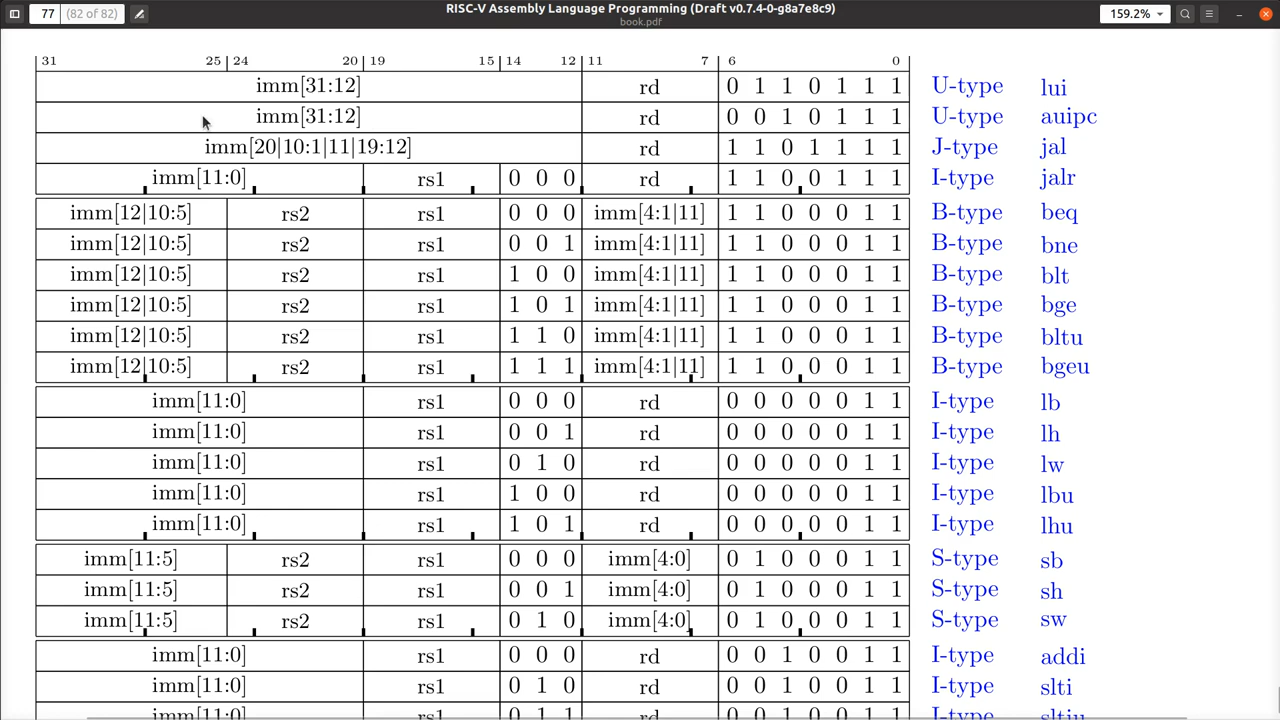 77 (82 of 82) RISC-V Assembly Language Programming (Draft v0.7.4-0-g8a7e8c9) 159.2%
book.pdf
31 25 24 20 19 15 14 12 11 7 6 0
imm[31:12] rd 0 1 1 0 1 1 1 U-type lui
imm[31:12] rd 0 0 1 0 1 1 1 U-type auipc
imm[20|10:1|11|19:12] rd 1 1 0 1 1 1 1 J-type jal
imm[11:0] rs1 0 0 0 rd 1 1 0 0 1 1 1 I-type jalr
imm[12|10:5] rs2 rs1 0 0 0 imm[4:1|11] 1 1 0 0 0 1 1 B-type beq
imm[12|10:5] rs2 rs1 0 0 1 imm[4:1|11] 1 1 0 0 0 1 1 B-type bne
imm[12|10:5] rs2 rs1 1 0 0 imm[4:1|11] 1 1 0 0 0 1 1 B-type blt
imm[12|10:5] rs2 rs1 1 0 1 imm[4:1|11] 1 1 0 0 0 1 1 B-type bge
imm[12|10:5] rs2 rs1 1 1 0 imm[4:1|11] 1 1 0 0 0 1 1 B-type bltu
imm[12|10:5] rs2 rs1 1 1 1 imm[4:1|11] 1 1 0 0 0 1 1 B-type bgeu
imm[11:0] rs1 0 0 0 rd 0 0 0 0 0 1 1 I-type lb
imm[11:0] rs1 0 0 1 rd 0 0 0 0 0 1 1 I-type lh
imm[11:0] rs1 0 1 0 rd 0 0 0 0 0 1 1 I-type lw
imm[11:0] rs1 1 0 0 rd 0 0 0 0 0 1 1 I-type lbu
imm[11:0] rs1 1 0 1 rd 0 0 0 0 0 1 1 I-type lhu
imm[11:5] rs2 rs1 0 0 0 imm[4:0] 0 1 0 0 0 1 1 S-type sb
imm[11:5] rs2 rs1 0 0 1 imm[4:0] 0 1 0 0 0 1 1 S-type sh
imm[11:5] rs2 rs1 0 1 0 imm[4:0] 0 1 0 0 0 1 1 S-type sw
imm[11:0] rs1 0 0 0 rd 0 0 1 0 0 1 1 I-type addi
imm[11:0] rs1 0 1 0 rd 0 0 1 0 0 1 1 I-type slti